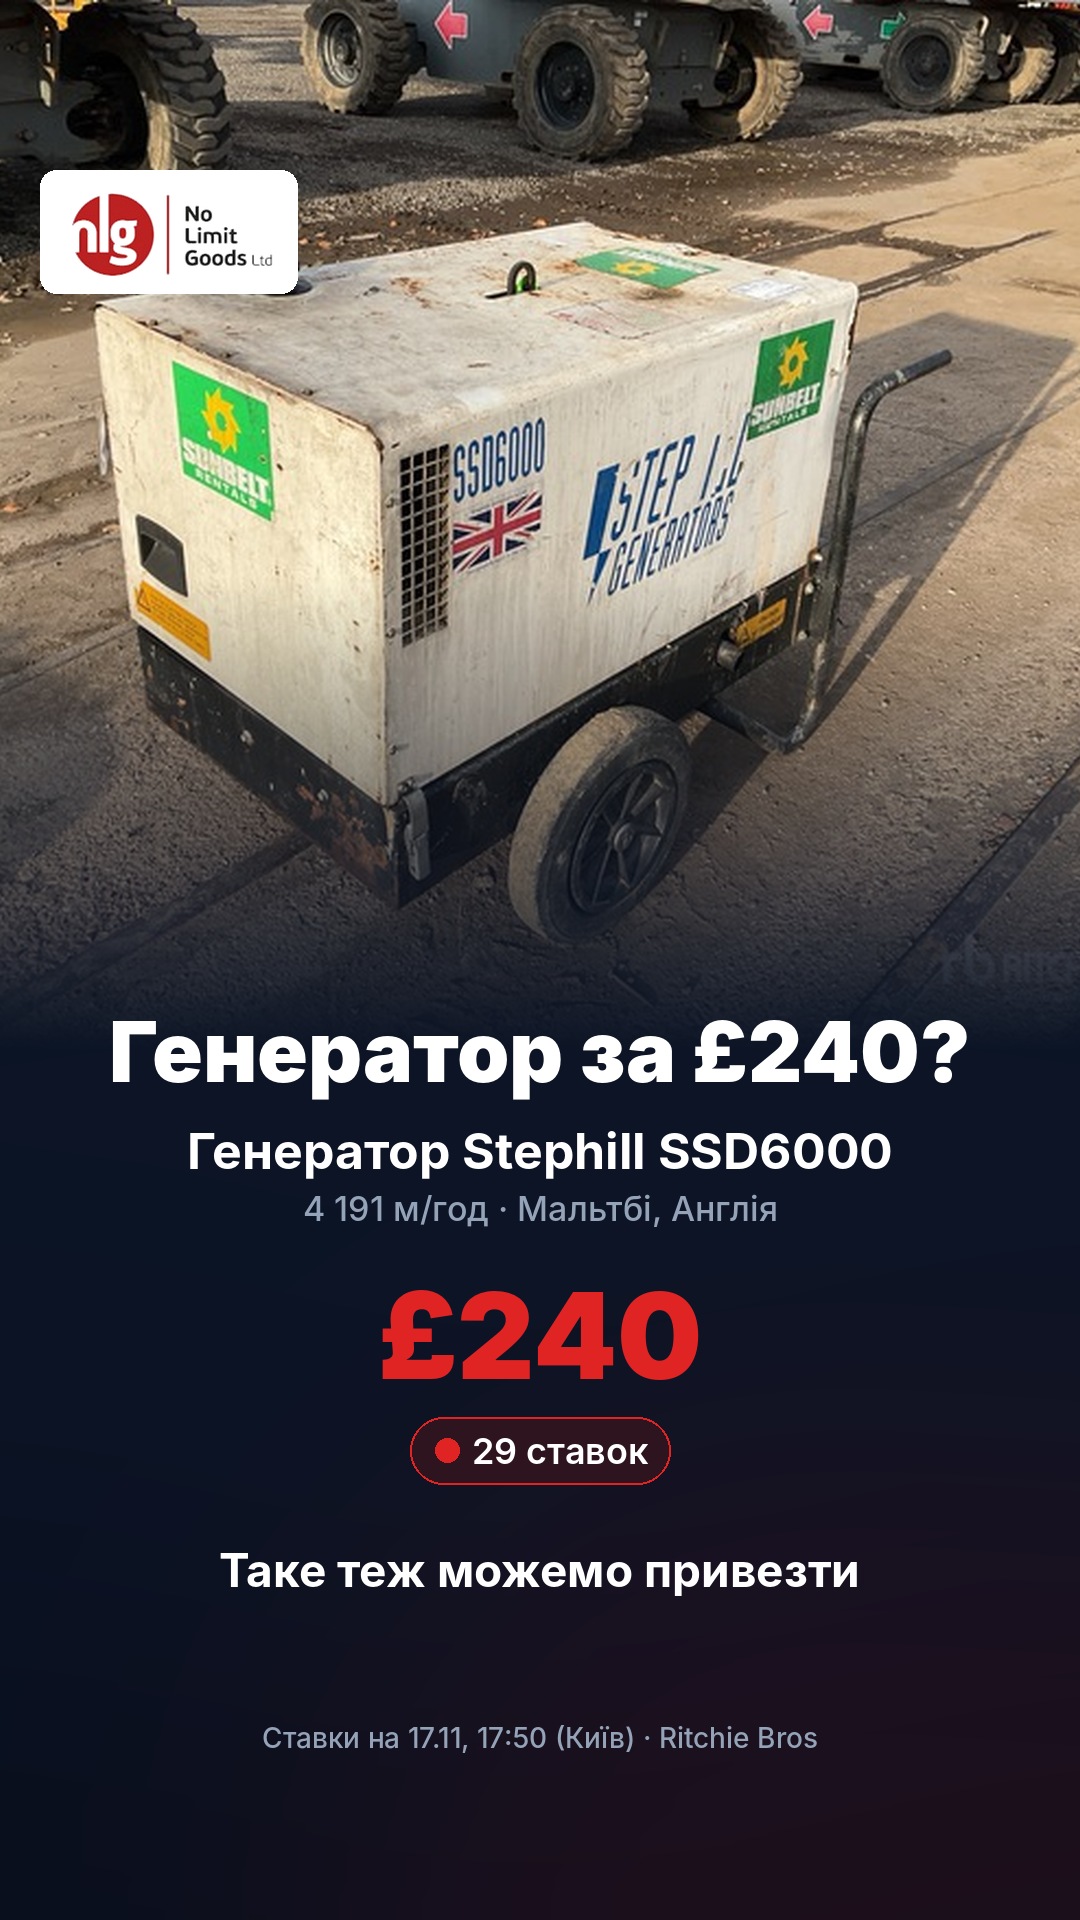 nlg
No
Limit
Goods Ltd
SUNBELT
RENTALS
SUNBELT
RENTALS
SSD6000
STEP
GENERATORS
Генератор за £240?
Генератор Stephill SSD6000
4 191 м/год · Мальтбі, Англія
£240
29 ставок
Таке теж можемо привезти
Ставки на 17.11, 17:50 (Київ) · Ritchie Bros